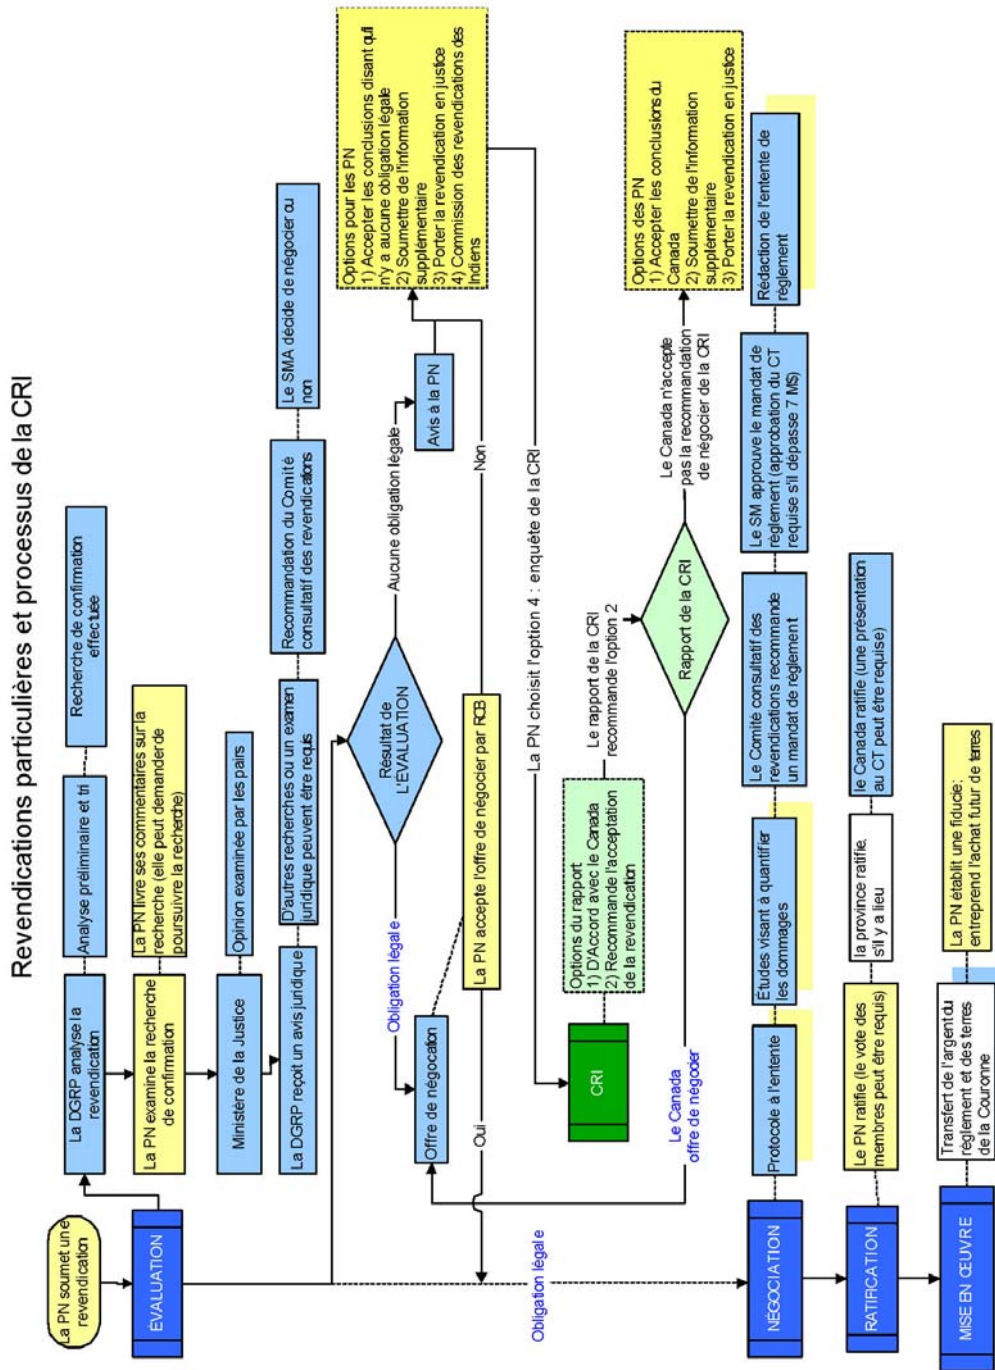 Revendications particulières et processus de la CRI
La PN soumet une
revendication
ÉVALUATION
La DGRP analyse la
revendication
Analyse préliminaire et tri
Recherche de confirmation
effectuée
La PN examine la recherche
de confirmation
La PN livre ses commentaires sur la
recherche (elle peut demander de
poursuivre la recherche)
Ministère de la Justice
Opinion examinée par les pairs
La DGRP reçoit un avis juridique
D'autres recherches ou un examen
juridique peuvent être requis
Recommandation du Comité
consultatif des revendications
Le SMA décide de négocier ou
non
Résultat de
L'ÉVALUATION
Obligation légale
Aucune obligation légale
Avis à la PN
Options pour les PN
1) Accepter les conclusions disant qu'il
n'y a aucune obligation légale
2) Soumettre de l'information
supplémentaire
3) Porter la revendication en justice
4) Commission des revendications des
Indiens
Offre de négociation
La PN accepte l'offre de négocier par RCB
Oui
Non
La PN choisit l'option 4 : enquête de la CRI
CRI
Options du rapport
1) D'Accord avec le Canada
2) Recommande l'acceptation
de la revendication
Le rapport de la CRI
recommande l'option 2
Rapport de la CRI
Le Canada
offre de négocier
Le Canada n'accepte
pas la recommandation
de négocier de la CRI
Options des PN
1) Accepter les conclusions du
Canada
2) Soumettre de l'information
supplémentaire
3) Porter la revendication en justice
Obligation légale
NÉGOCIATION
Protocole à l'entente
Études visant à quantifier
les dommages
Le Comité consultatif des
revendications recommande
un mandat de règlement
Le SM approuve le mandat de
règlement (approbation du CT
requise s'il dépasse 7 M$)
Rédaction de l'entente de
règlement
RATIFRCATION
Le PN ratifie (le vote des
membres peut être requis)
la province ratifie,
s'il y a lieu
le Canada ratifie (une présentation
au CT peut être requise)
MISE EN ŒUVRE
Transfert de l'argent du
règlement et des terres
de la Couronne
La PN établit une fiducie:
entreprend l'achat futur de terres